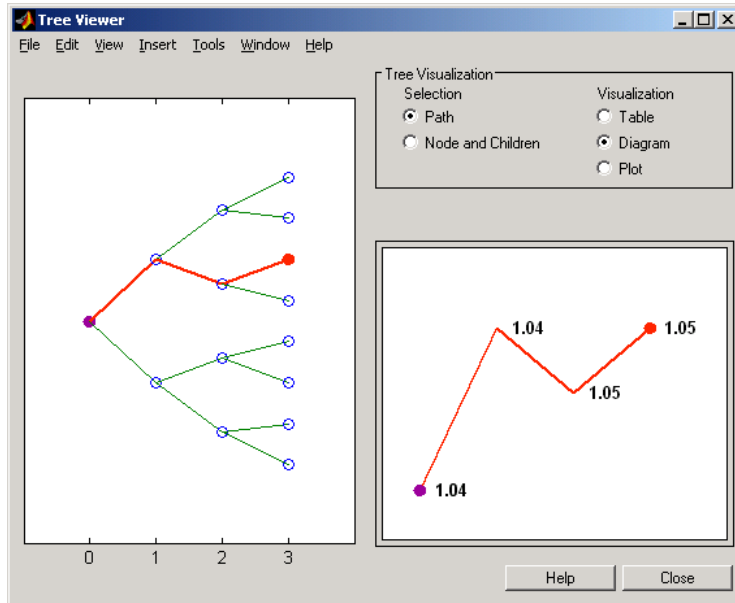 Tree Viewer
File Edit View Insert Tools Window Help
Tree Visualization
Selection
Path
Node and Children
Visualization
Table
Diagram
Plot
0 1 2 3
1.04
1.05
1.05
1.04
Help Close